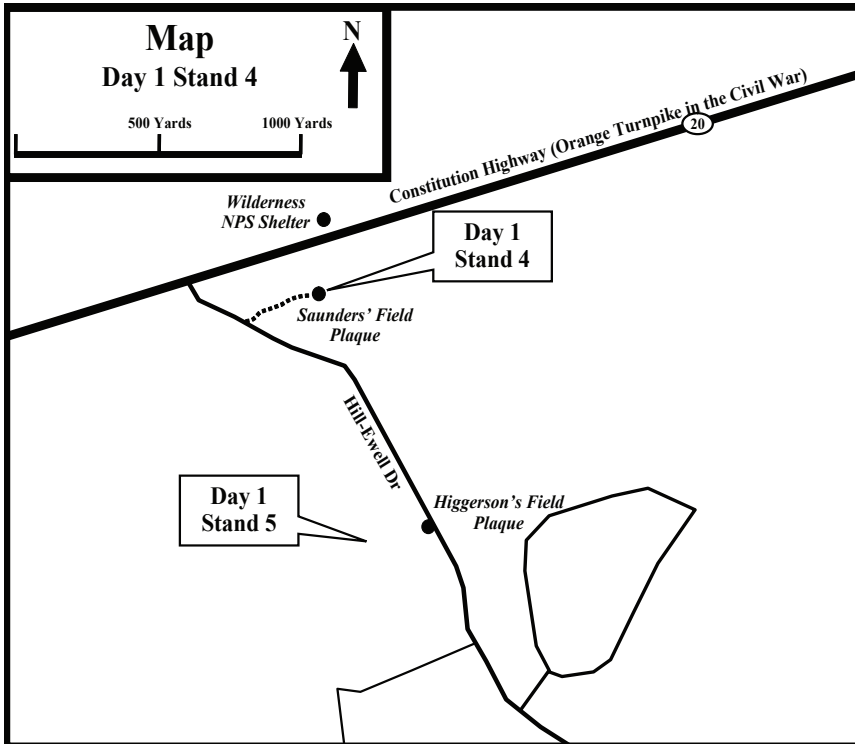 Map
Day 1 Stand 4
N
500 Yards
1000 Yards
Constitution Highway (Orange Turnpike in the Civil War)
20
Wilderness
NPS Shelter
Day 1
Stand 4
Saunders’ Field
Plaque
Hill-Ewell Dr
Day 1
Stand 5
Higgerson’s Field
Plaque